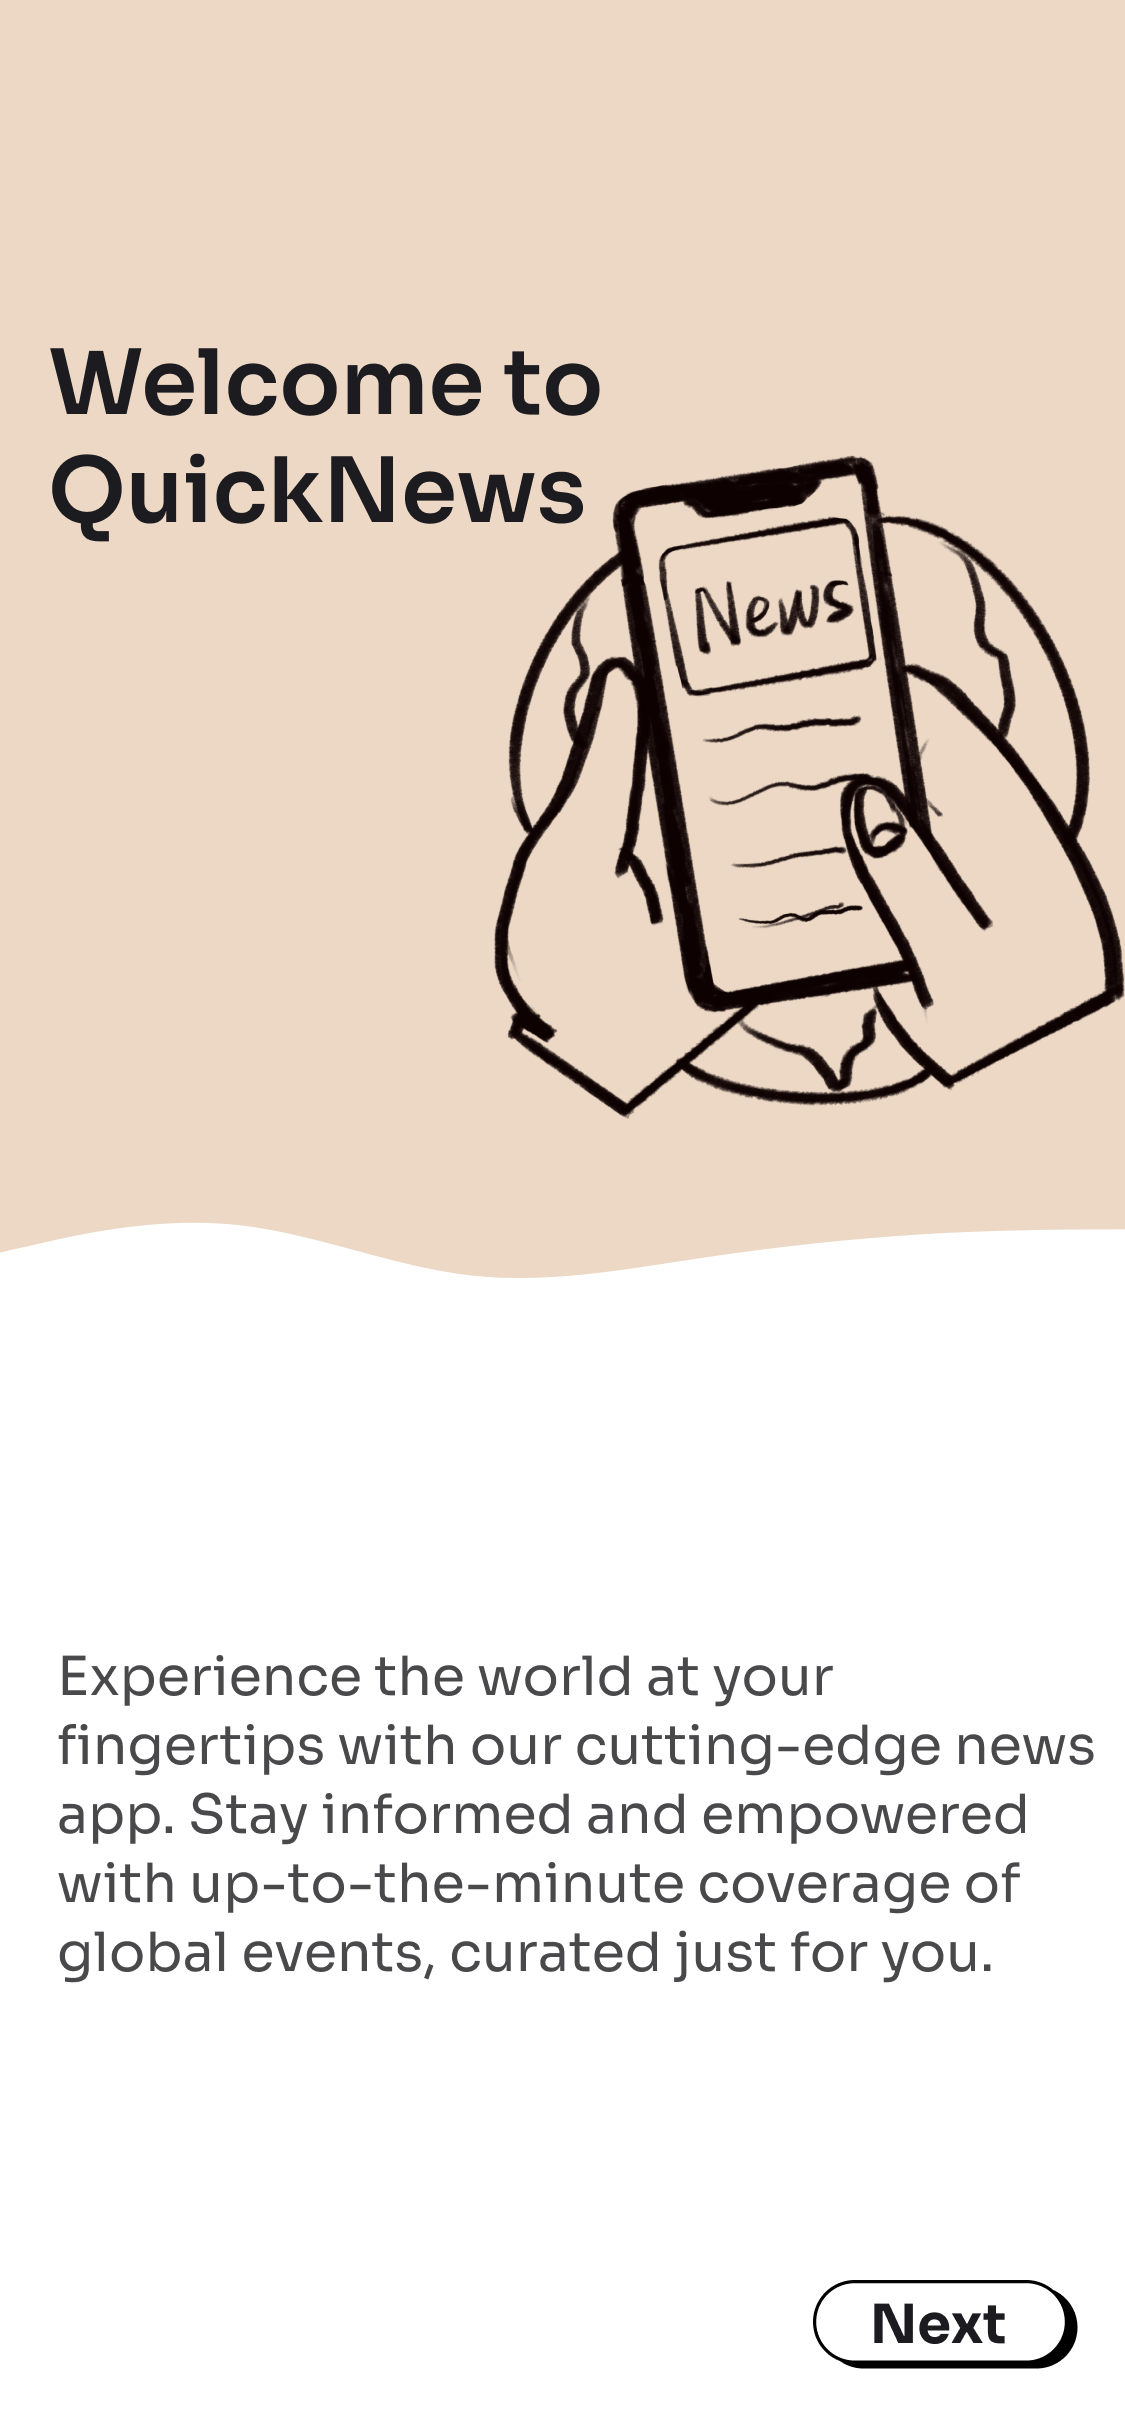 Welcome to
QuickNews
News
Experience the world at your
fingertips with our cutting-edge news
app. Stay informed and empowered
with up-to-the-minute coverage of
global events, curated just for you.
Next